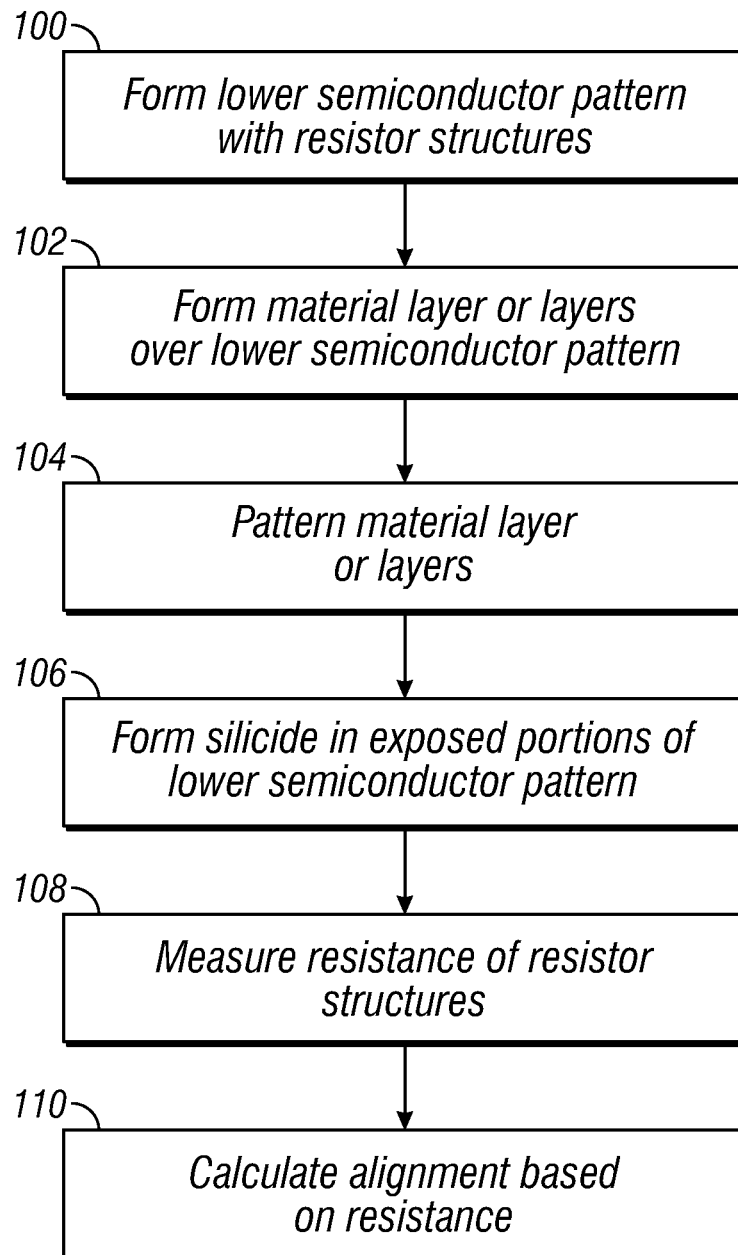 100
Form lower semiconductor pattern
with resistor structures
102
Form material layer or layers
over lower semiconductor pattern
104
Pattern material layer
or layers
106
Form silicide in exposed portions of
lower semiconductor pattern
108
Measure resistance of resistor
structures
110
Calculate alignment based
on resistance